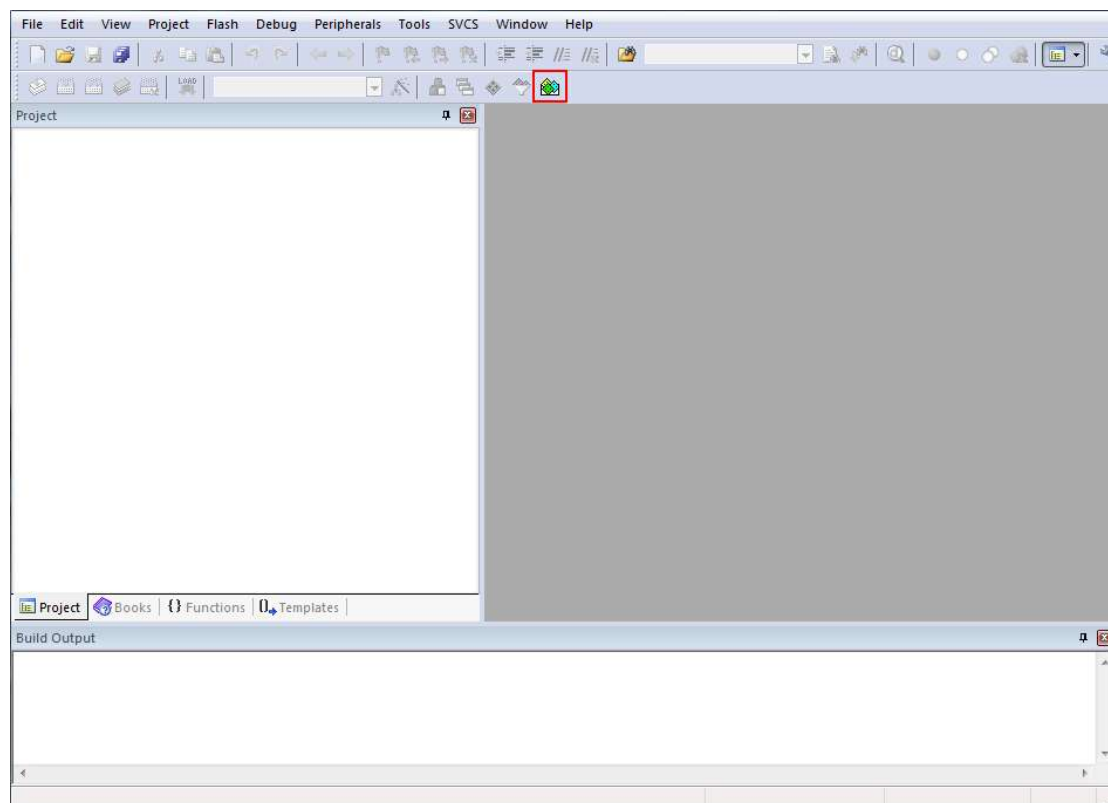 File Edit View Project Flash Debug Peripherals Tools SVCS Window Help
LOAD
Project
Project Books {} Functions Templates
Build Output